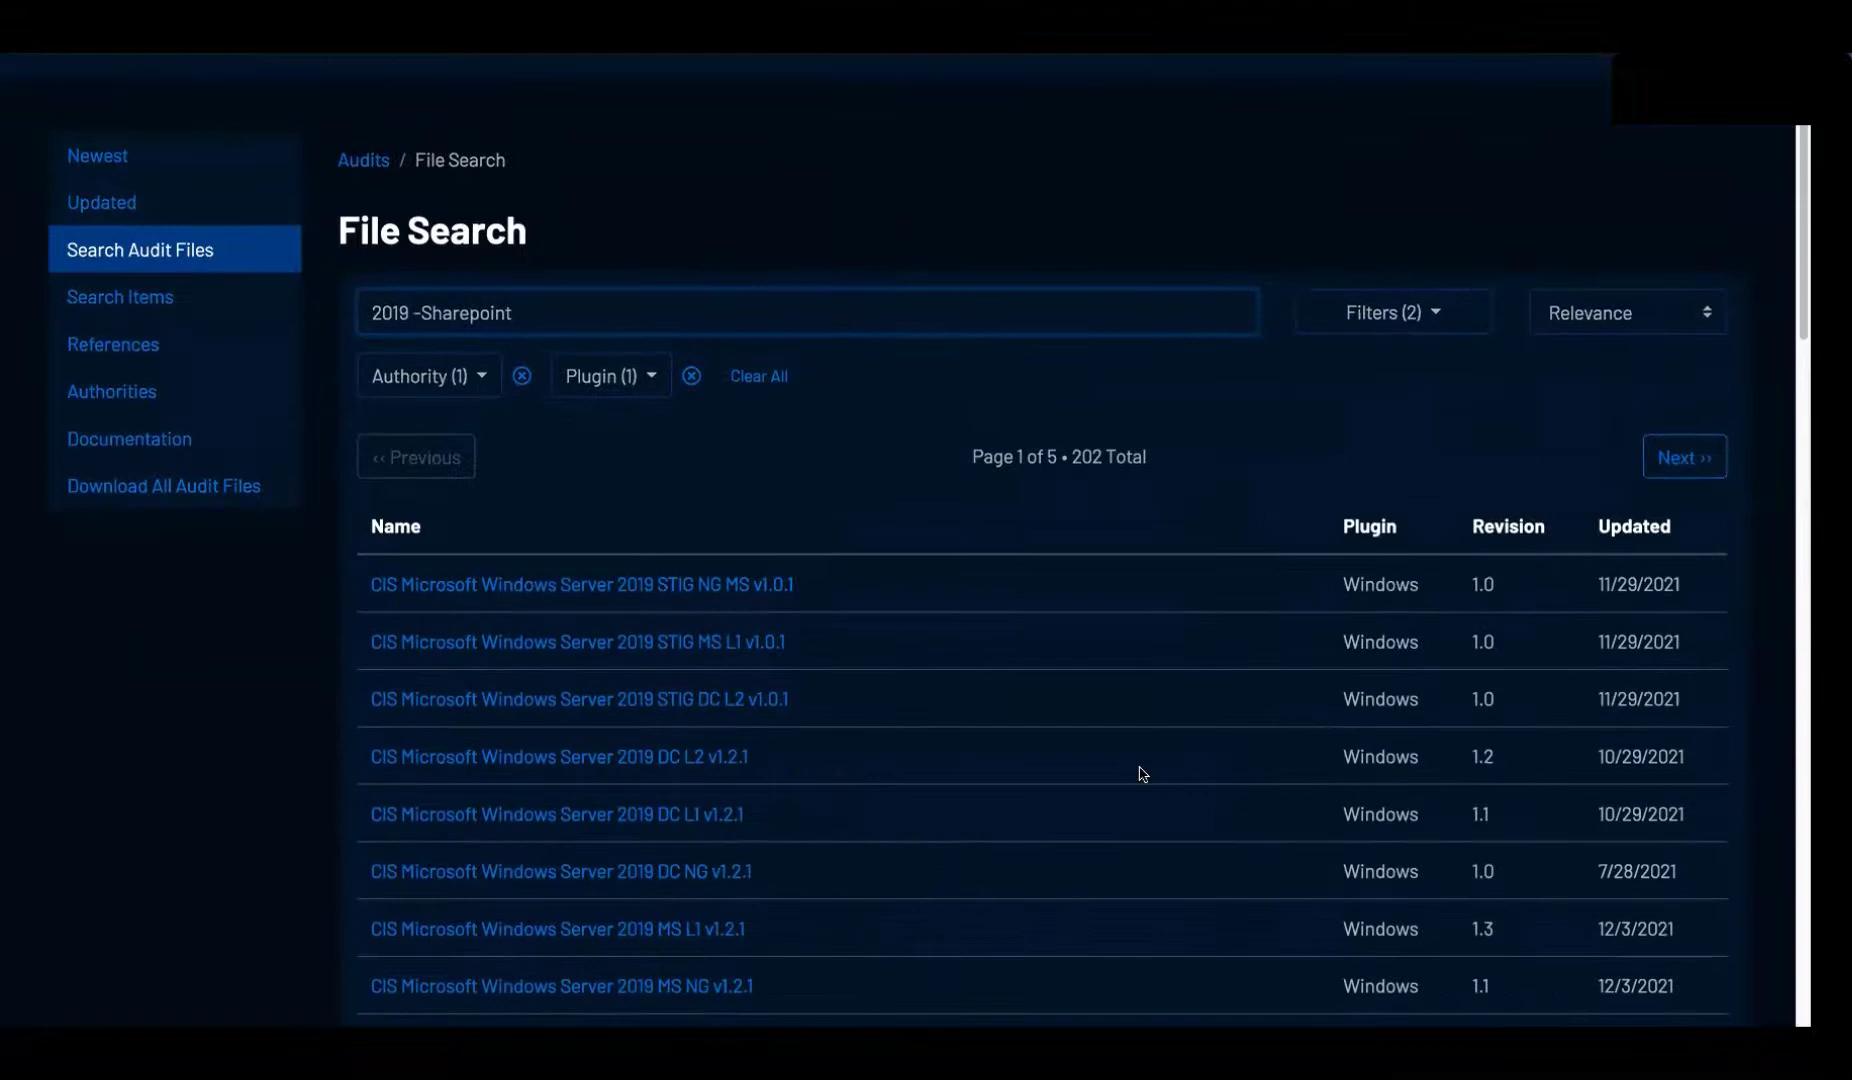 Newest
Updated
Search Audit Files
Search Items
References
Authorities
Documentation
Download All Audit Files
Audits / File Search
File Search
2019 -Sharepoint
Filters (2)
Relevance
Authority (1)
Plugin (1)
Clear All
‹‹ Previous
Page 1 of 5 • 202 Total
Next ››
Name Plugin Revision Updated
CIS Microsoft Windows Server 2019 STIG NG MS v1.0.1 Windows 1.0 11/29/2021
CIS Microsoft Windows Server 2019 STIG MS L1 v1.0.1 Windows 1.0 11/29/2021
CIS Microsoft Windows Server 2019 STIG DC L2 v1.0.1 Windows 1.0 11/29/2021
CIS Microsoft Windows Server 2019 DC L2 v1.2.1 Windows 1.2 10/29/2021
CIS Microsoft Windows Server 2019 DC L1 v1.2.1 Windows 1.1 10/29/2021
CIS Microsoft Windows Server 2019 DC NG v1.2.1 Windows 1.0 7/28/2021
CIS Microsoft Windows Server 2019 MS L1 v1.2.1 Windows 1.3 12/3/2021
CIS Microsoft Windows Server 2019 MS NG v1.2.1 Windows 1.1 12/3/2021